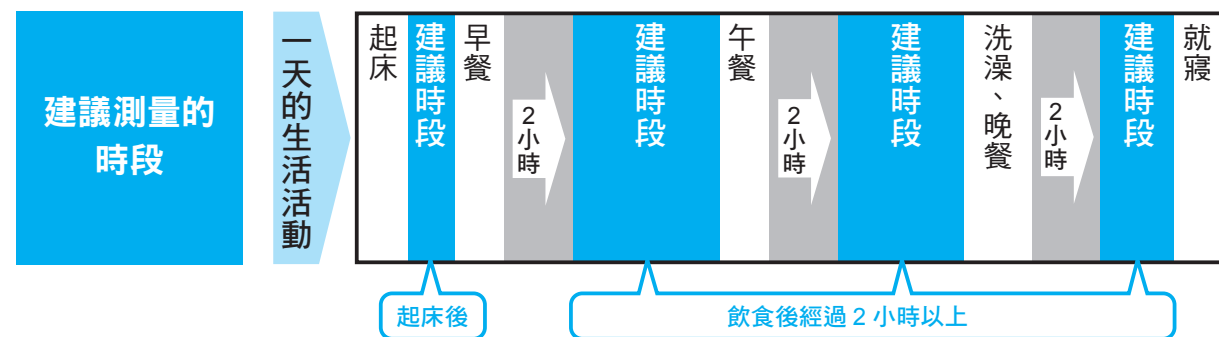 建議測量的
時段
一天的生活活動
起床
建議時段
早餐
2小時
建議時段
午餐
2小時
建議時段
洗澡、晚餐
2小時
建議時段
就寢
起床後
飲食後經過 2 小時以上